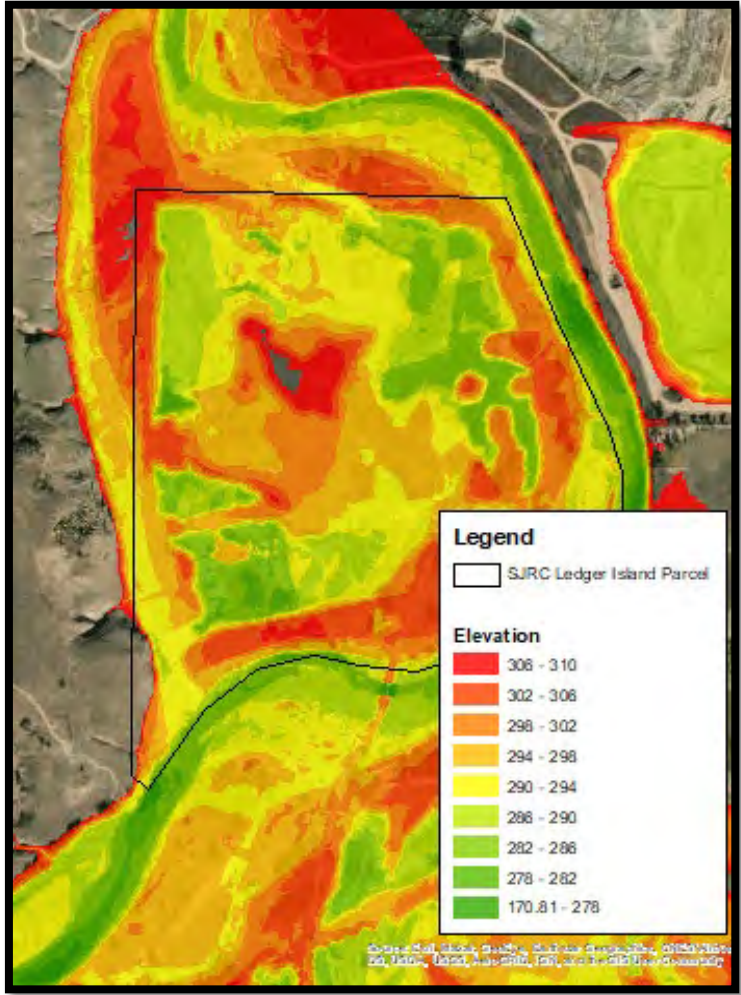 Legend
SJRC Ledger Island Parcel
Elevation
306 - 310
302 - 306
298 - 302
294 - 298
290 - 294
286 - 290
282 - 286
278 - 282
170.81 - 278